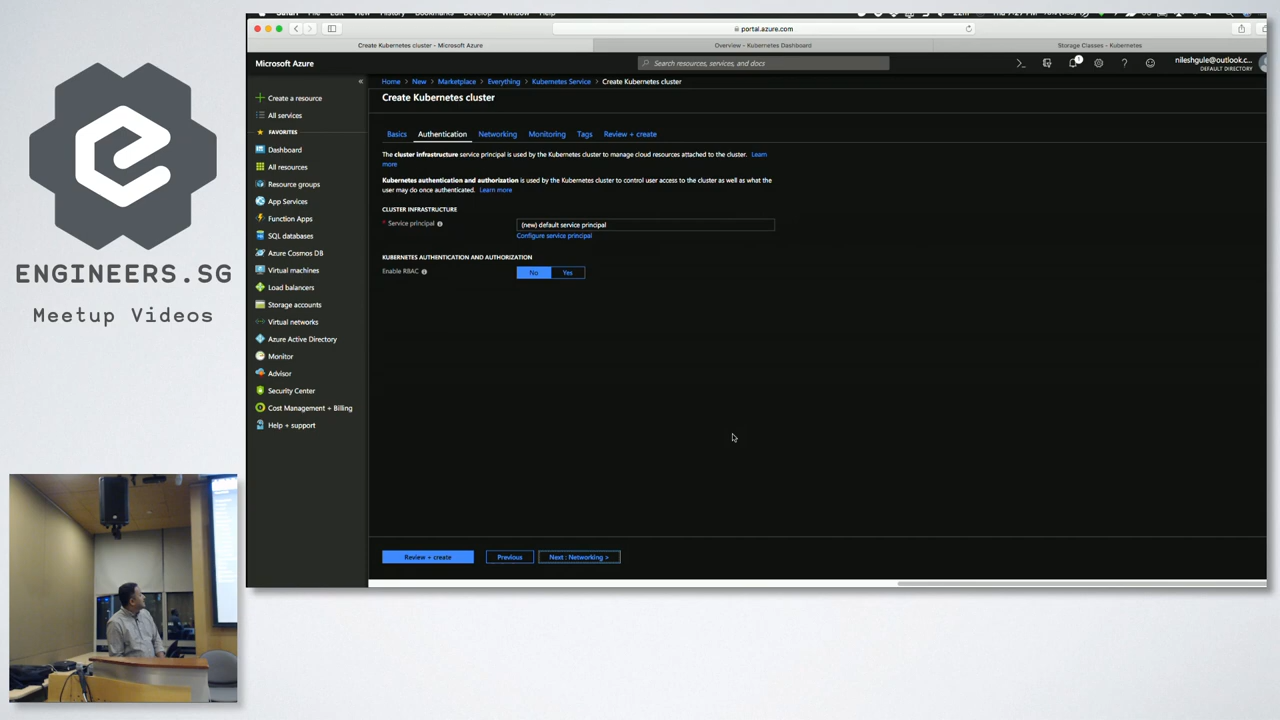 ENGINEERS.SG
Meetup Videos
View History Bookmarks Develop Window Help
portal.azure.com
Create Kubernetes cluster - Microsoft Azure
Overview - Kubernetes Dashboard
Storage Classes - Kubernetes
Microsoft Azure
Search resources, services, and docs
1
nileshgule@outlook.c...
DEFAULT DIRECTORY
Create a resource
All services
FAVORITES
Dashboard
All resources
Resource groups
App Services
Function Apps
SQL databases
Azure Cosmos DB
Virtual machines
Load balancers
Storage accounts
Virtual networks
Azure Active Directory
Monitor
Advisor
Security Center
Cost Management + Billing
Help + support
Home > New > Marketplace > Everything > Kubernetes Service > Create Kubernetes cluster
Create Kubernetes cluster
Basics Authentication Networking Monitoring Tags Review + create
The cluster infrastructure service principal is used by the Kubernetes cluster to manage cloud resources attached to the cluster. Learn
more
Kubernetes authentication and authorization is used by the Kubernetes cluster to control user access to the cluster as well as what the
user may do once authenticated. Learn more
CLUSTER INFRASTRUCTURE
* Service principal (new) default service principal
Configure service principal
KUBERNETES AUTHENTICATION AND AUTHORIZATION
Enable RBAC No Yes
Review + create Previous Next : Networking >